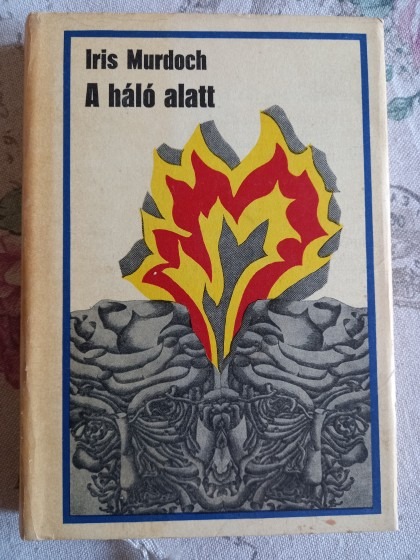 Iris Murdoch
A háló alatt